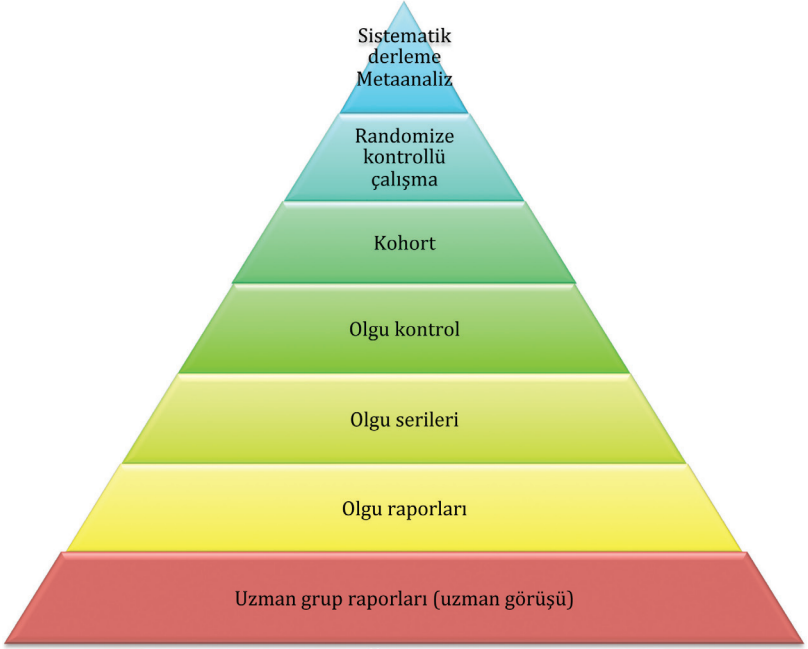 Sistematik
derleme
Metaanaliz
Randomize
kontrollü
çalışma
Kohort
Olgu kontrol
Olgu serileri
Olgu raporları
Uzman grup raporları (uzman görüşü)